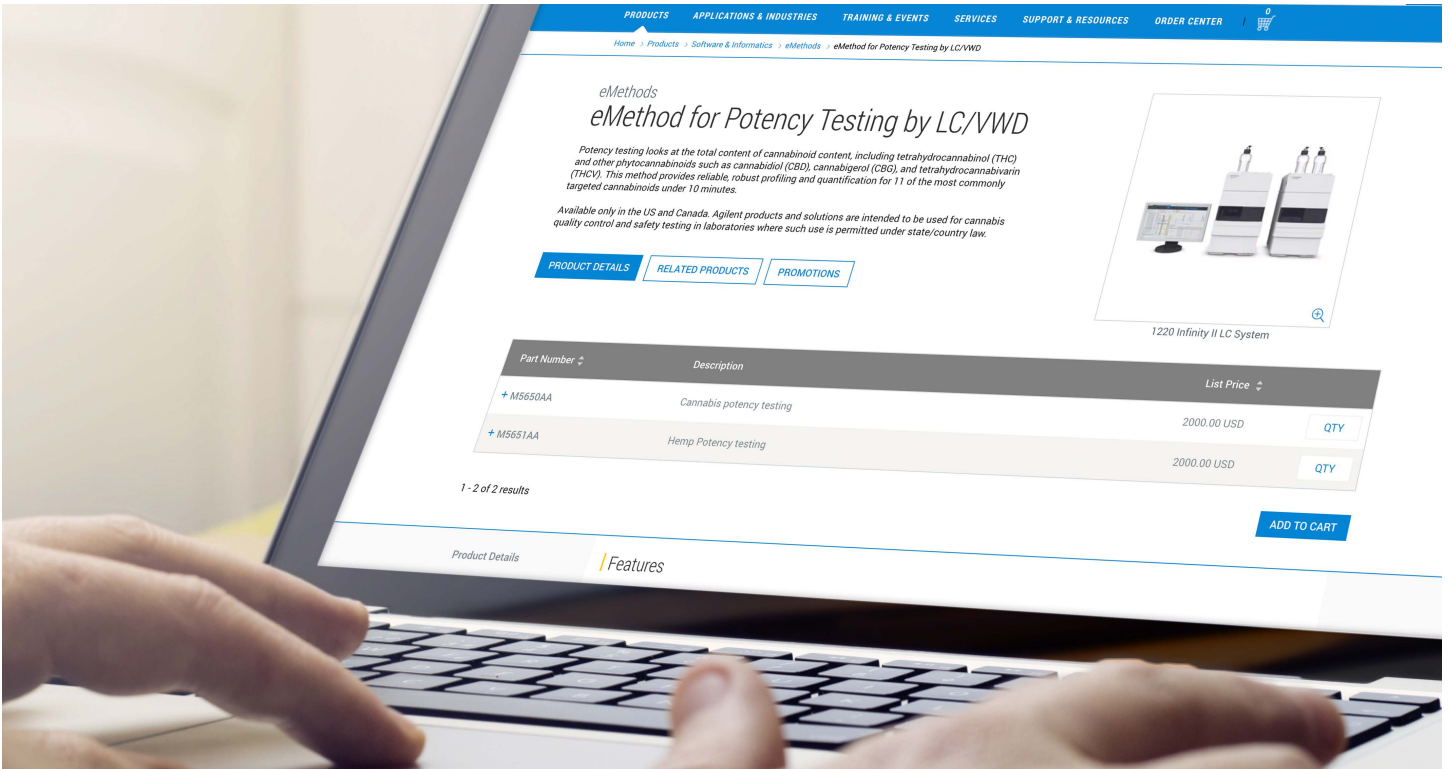 PRODUCTS APPLICATIONS & INDUSTRIES TRAINING & EVENTS SERVICES SUPPORT & RESOURCES ORDER CENTER | 0
Home > Products > Software & Informatics > eMethods > eMethod for Potency Testing by LC/VWD
eMethods
eMethod for Potency Testing by LC/VWD
Potency testing looks at the total content of cannabinoid content, including tetrahydrocannabinol (THC)
and other phytocannabinoids such as cannabidiol (CBD), cannabigerol (CBG), and tetrahydrocannabivarin
(THCV). This method provides reliable, robust profiling and quantification for 11 of the most commonly
targeted cannabinoids under 10 minutes.
Available only in the US and Canada. Agilent products and solutions are intended to be used for cannabis
quality control and safety testing in laboratories where such use is permitted under state/country law.
PRODUCT DETAILS RELATED PRODUCTS PROMOTIONS
1220 Infinity II LC System
Part Number Description List Price
+ M5650AA Cannabis potency testing 2000.00 USD QTY
+ M5651AA Hemp Potency testing 2000.00 USD QTY
1 - 2 of 2 results
ADD TO CART
Product Details Features